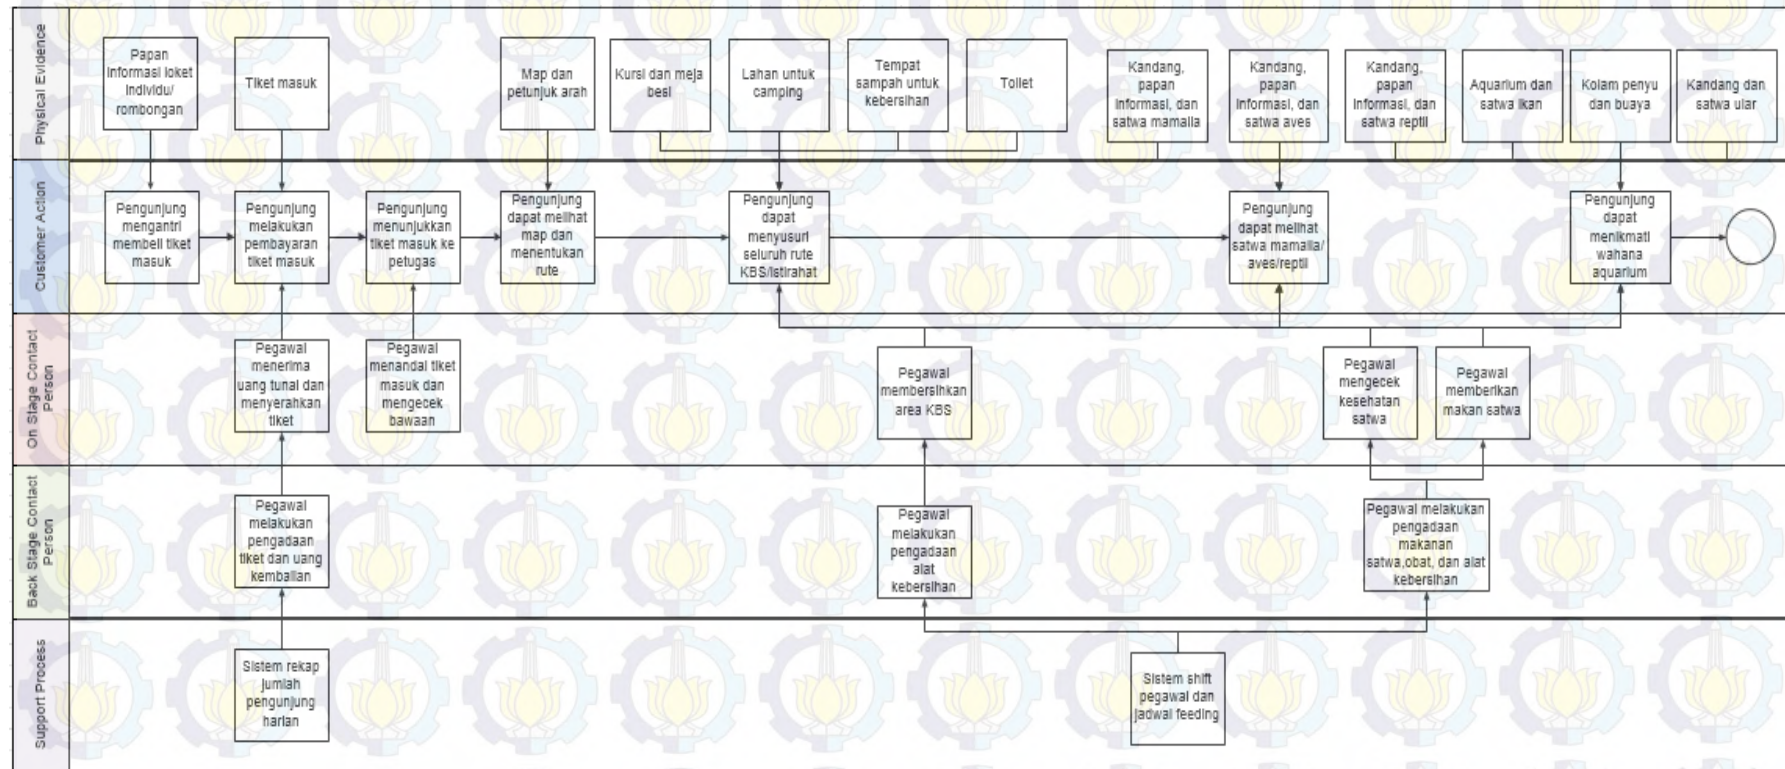 Physical Evidence
Papan
informasi loket
individu/
rombongan
Tiket masuk
Map dan
petunjuk arah
Kursi dan meja
besi
Lahan untuk
camping
Tempat
sampah untuk
kebersihan
Toilet
Kandang,
papan
informasi, dan
satwa mamalia
Kandang,
papan
informasi, dan
satwa aves
Kandang,
papan
informasi, dan
satwa reptil
Aquarium dan
satwa ikan
Kolam penyu
dan buaya
Kandang dan
satwa ular
Customer Action
Pengunjung
mengantri
membeli tiket
masuk
Pengunjung
melakukan
pembayaran
tiket masuk
Pengunjung
menunjukkan
tiket masuk ke
petugas
Pengunjung
dapat melihat
map dan
menentukan
rute
Pengunjung
dapat
menyusuri
seluruh rute
KBS/istirahat
Pengunjung
dapat melihat
satwa mamalia/
aves/reptil
Pengunjung
dapat
menikmati
wahana
aquarium
On Stage Contact
Person
Pegawai
menerima
uang tunai dan
menyerahkan
tiket
Pegawai
menandai tiket
masuk dan
mengecek
bawaan
Pegawai
membersihkan
area KBS
Pegawai
mengecek
kesehatan
satwa
Pegawai
memberikan
makan satwa
Back Stage Contact
Person
Pegawai
melakukan
pengadaan
tiket dan uang
kembalian
Pegawai
melakukan
pengadaan
alat
kebersihan
Pegawai melakukan
pengadaan
makanan
satwa,obat, dan alat
kebersihan
Support Process
Sistem rekap
jumlah
pengunjung
harian
Sistem shift
pegawai dan
jadwal feeding